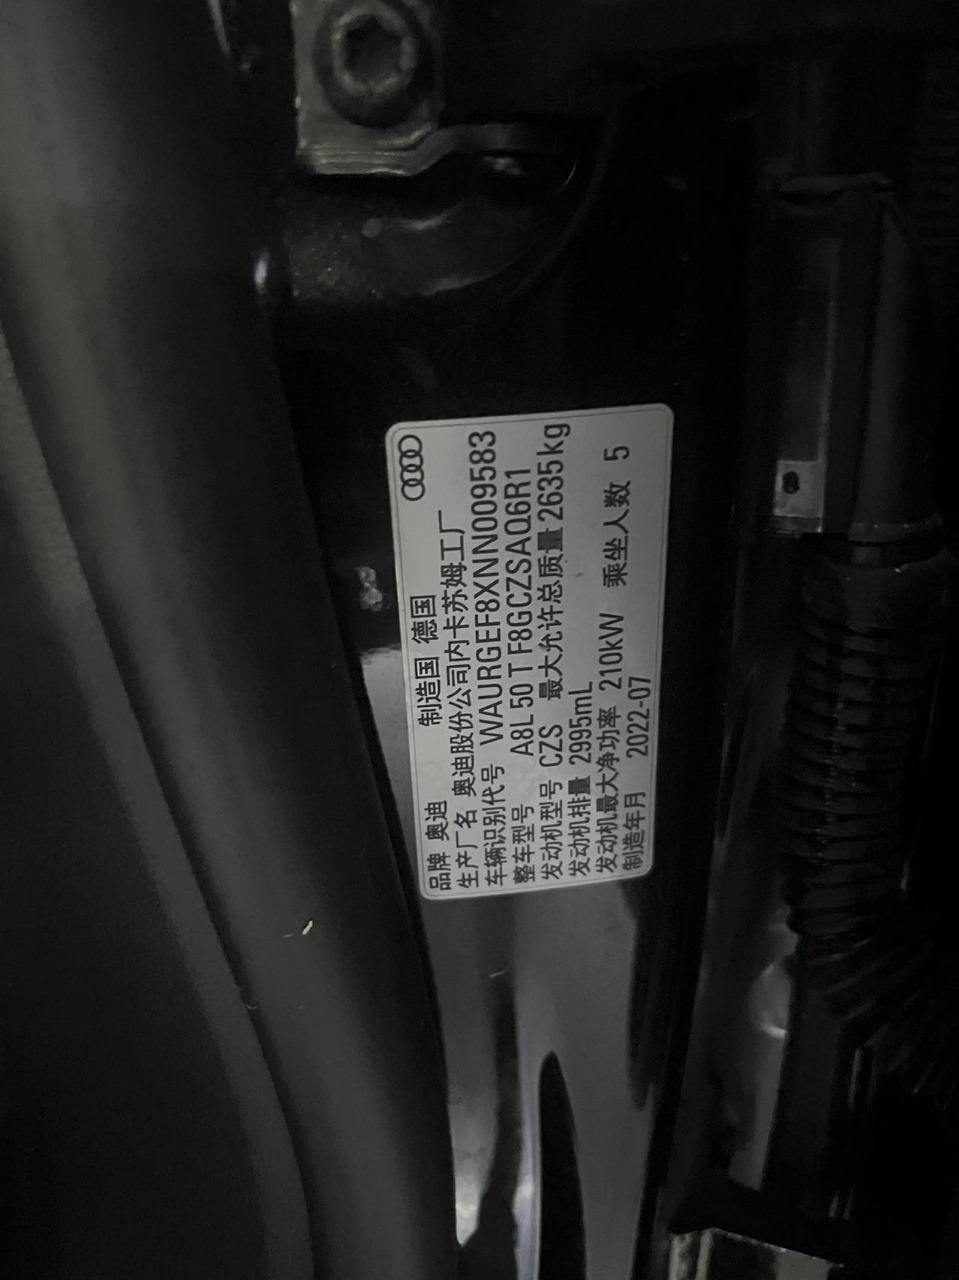 品牌 奥迪 制造国 德国
生产厂名 奥迪股份公司内卡苏姆工厂
车辆识别代号 WAURGEF8XNN009583
整车型号 A8L 50 T F8GCZSAQ6R1
发动机型号 CZS 最大允许总质量 2635kg
发动机排量 2995mL
发动机最大净功率 210kW 乘坐人数 5
制造年月 2022-07